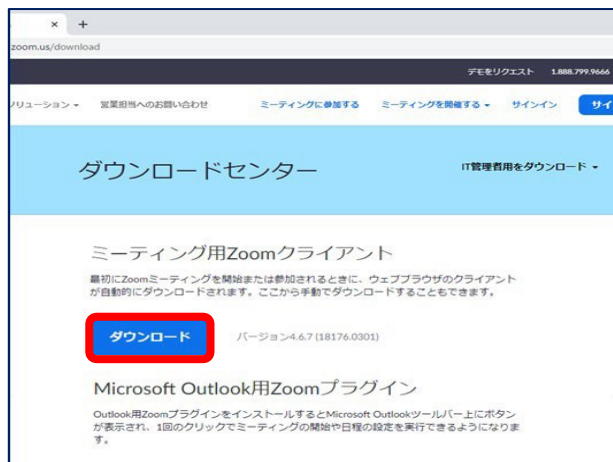 × +
zoom.us/download
デモをリクエスト 1.888.799.9666
リューション 営業担当へのお問い合わせ ミーティングに参加する ミーティングを開催する サインイン サイ
ダウンロードセンター IT管理者用をダウンロード
ミーティング用Zoomクライアント
最初にZoomミーティングを開始または参加されるときに、ウェブブラウザのクライアント
が自動的にダウンロードされます。ここから手動でダウンロードすることもできます。
ダウンロード バージョン4.6.7 (18176.0301)
Microsoft Outlook用Zoomプラグイン
Outlook用ZoomプラグインをインストールするとMicrosoft Outlookツールバー上にボタン
が表示され、1回のクリックでミーティングの開始や日程の設定を実行できるようになりま
す。